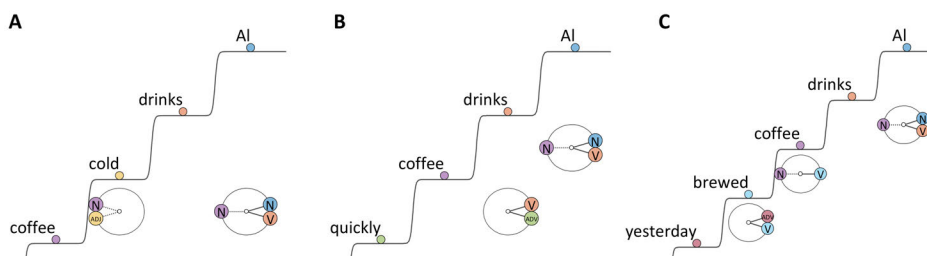 A
Al
drinks
cold
N
ADJ
coffee
N
N
V
B
Al
drinks
N
N
V
coffee
V
ADV
quickly
C
Al
drinks
N
N
V
coffee
N
V
brewed
ADV
V
yesterday